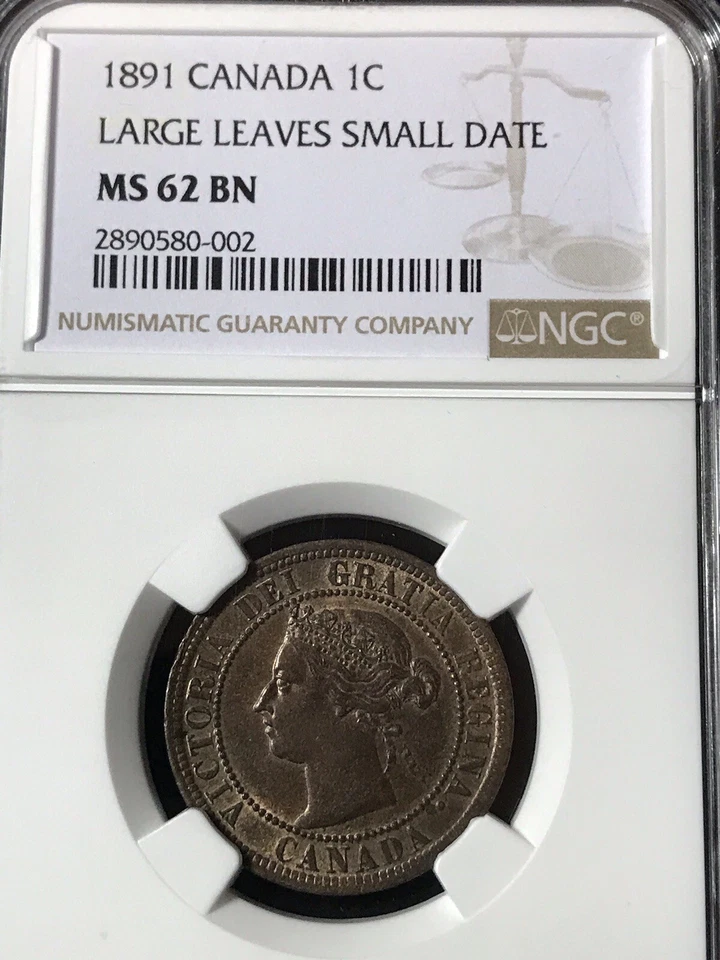 1891 CANADA 1C
LARGE LEAVES SMALL DATE
MS 62 BN
2890580-002
NUMISMATIC GUARANTY COMPANY
NGC®
VICTORIA DEI GRATIA REGINA.
CANADA